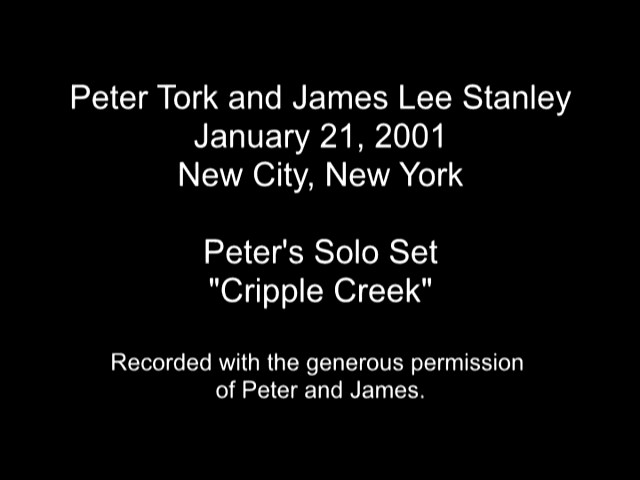 Peter Tork and James Lee Stanley
January 21, 2001
New City, New York
Peter's Solo Set
"Cripple Creek"
Recorded with the generous permission
of Peter and James.